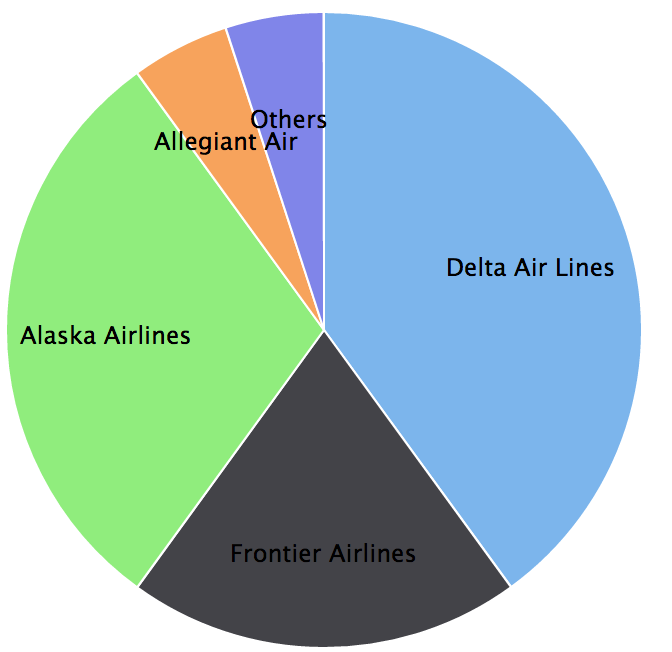 Others
Allegiant Air
Delta Air Lines
Alaska Airlines
Frontier Airlines